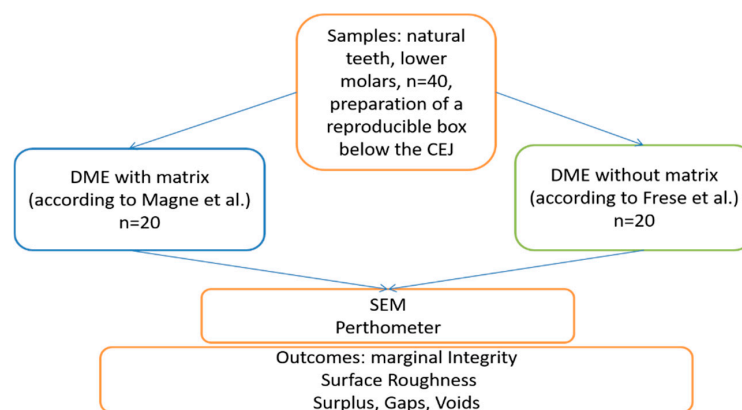 Samples: natural
teeth, lower
molars, n=40,
preparation of a
reproducible box
below the CEJ
DME with matrix
(according to Magne et al.)
n=20
DME without matrix
(according to Frese et al.)
n=20
SEM
Perthometer
Outcomes: marginal Integrity
Surface Roughness
Surplus, Gaps, Voids